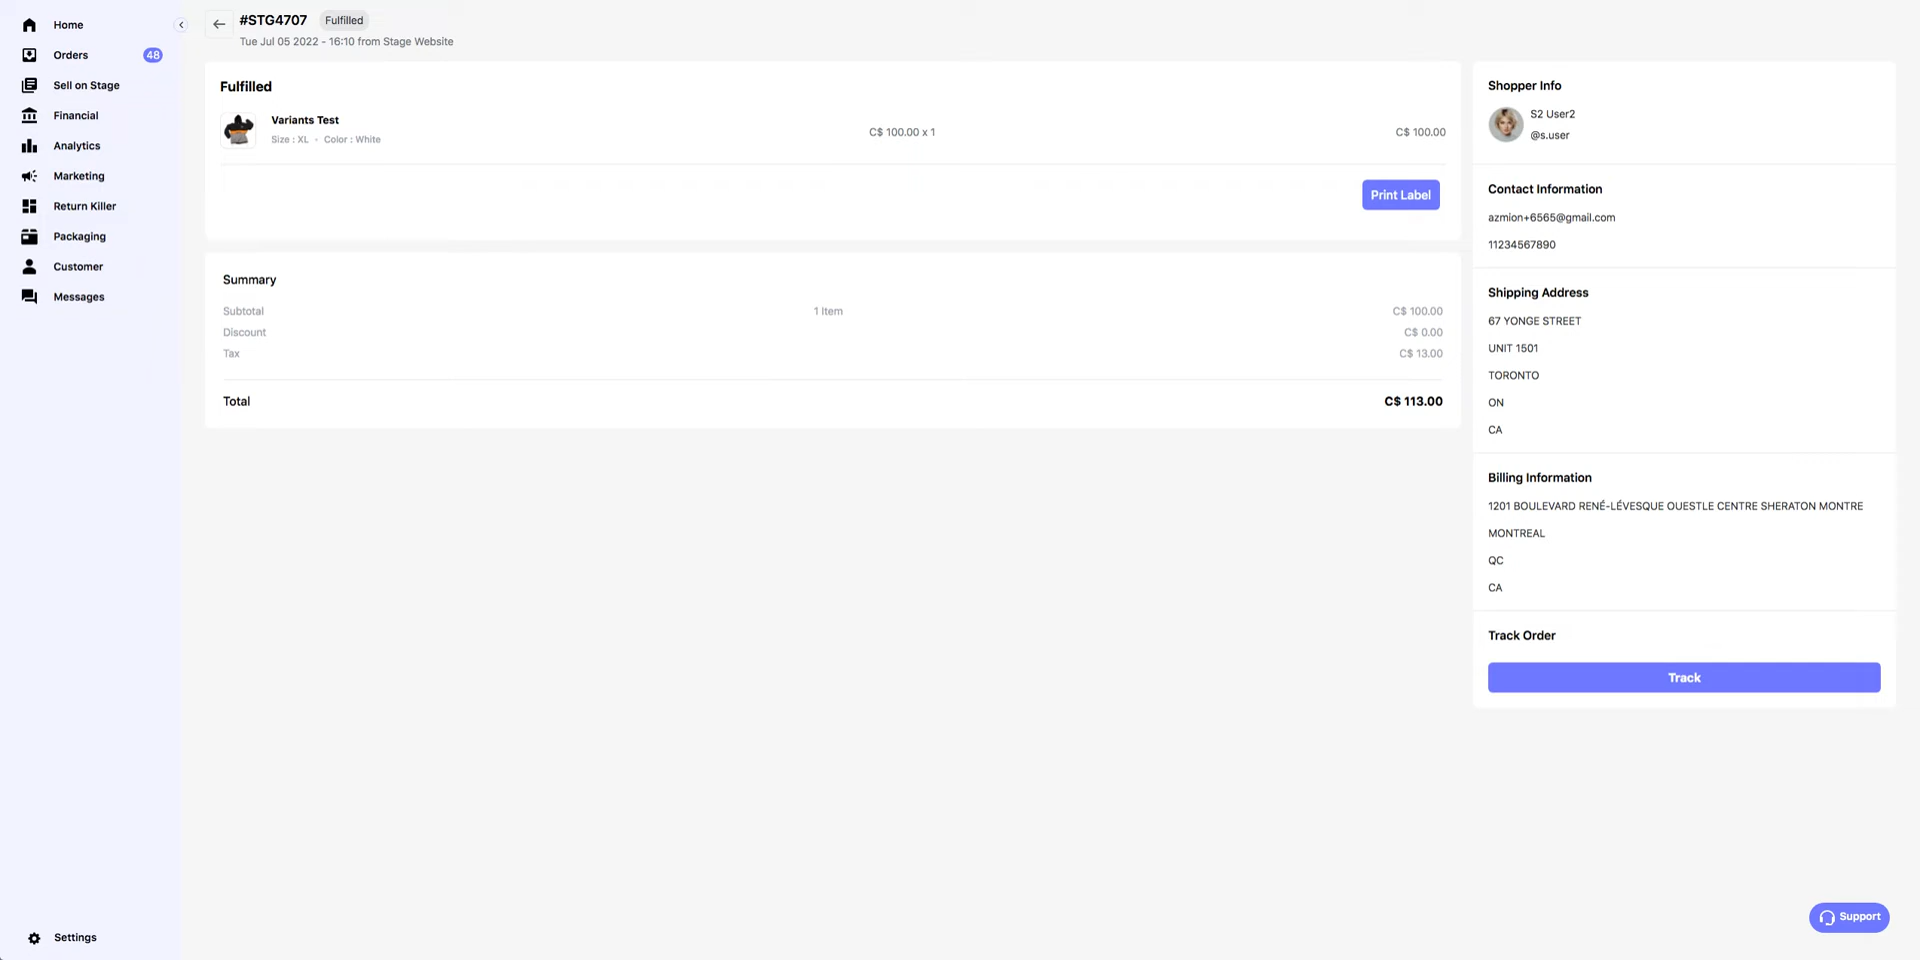 Home
Orders 48
Sell on Stage
Financial
Analytics
Marketing
Return Killer
Packaging
Customer
Messages
Settings
#STG4707 Fulfilled
Tue Jul 05 2022 - 16:10 from Stage Website
Fulfilled
Variants Test
Size : XL • Color : White
C$ 100.00 x 1
C$ 100.00
Print Label
Summary
Subtotal 1 Item C$ 100.00
Discount C$ 0.00
Tax C$ 13.00
Total C$ 113.00
Shopper Info
S2 User2
@s.user
Contact Information
azmion+6565@gmail.com
11234567890
Shipping Address
67 YONGE STREET
UNIT 1501
TORONTO
ON
CA
Billing Information
1201 BOULEVARD RENÉ-LÉVESQUE OUESTLE CENTRE SHERATON MONTRE
MONTREAL
QC
CA
Track Order
Track
Support